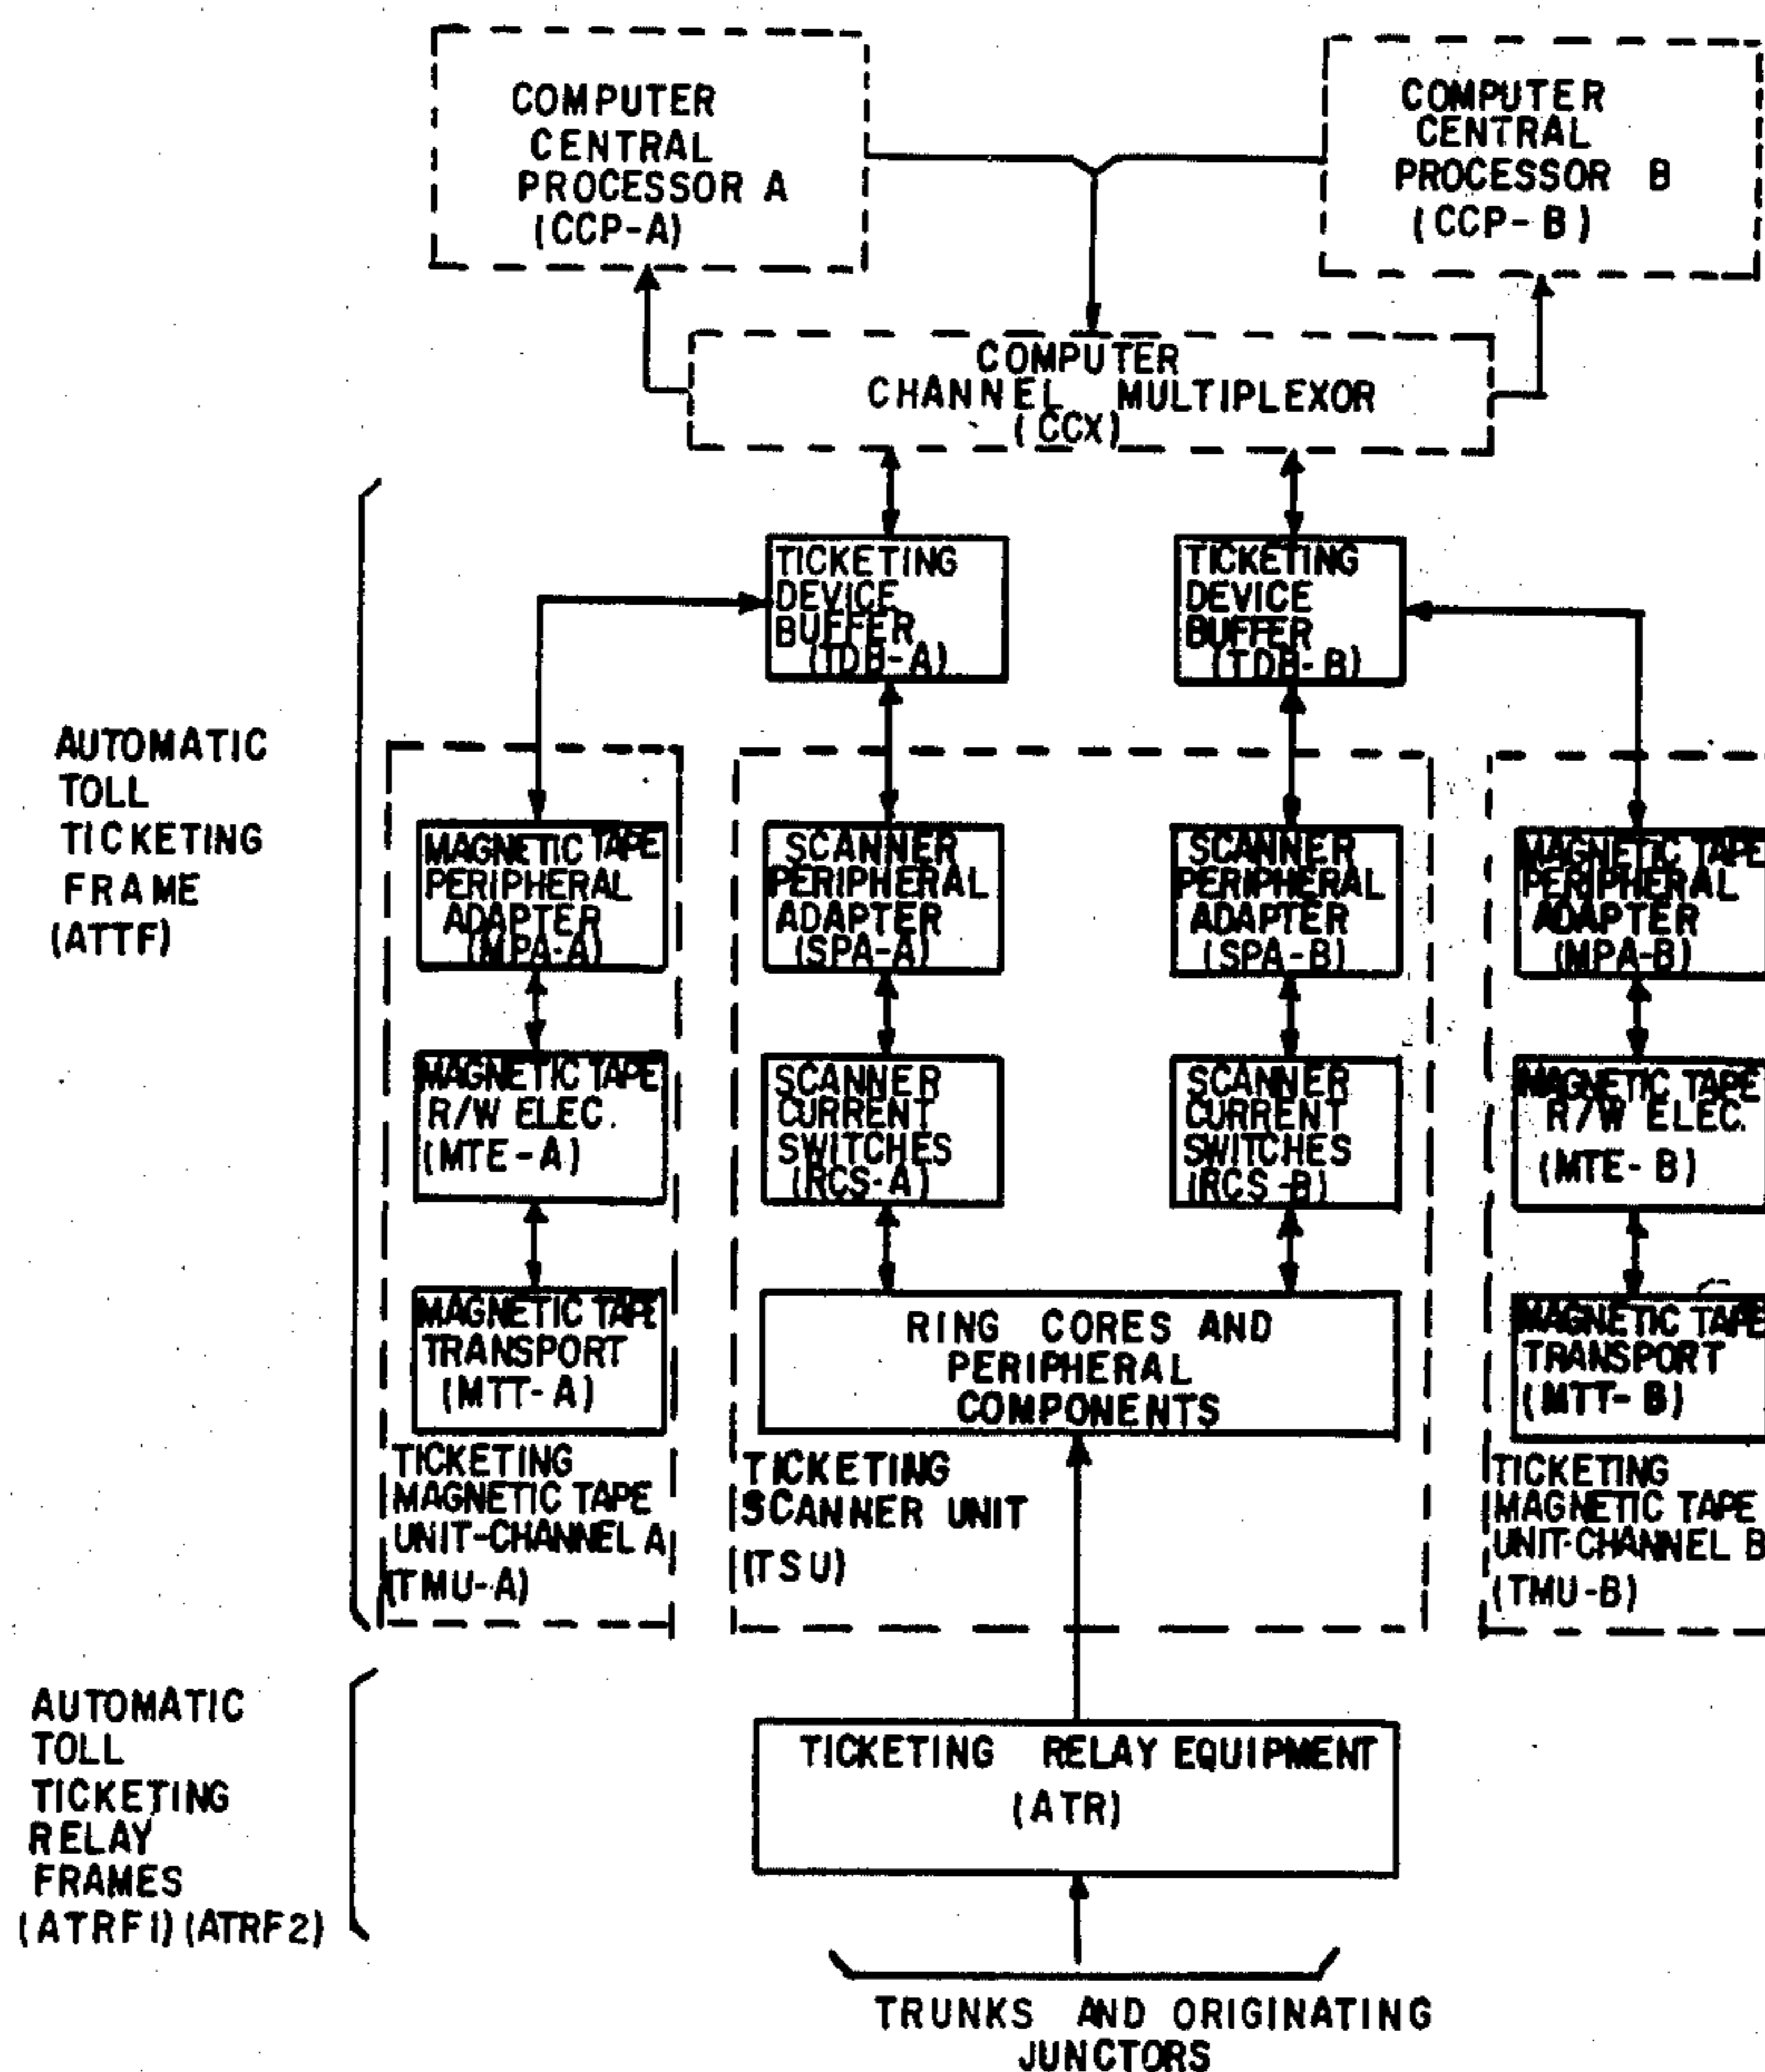 COMPUTER
CENTRAL
PROCESSOR A
(CCP-A)
COMPUTER
CENTRAL
PROCESSOR B
(CCP-B)
COMPUTER
CHANNEL MULTIPLEXOR
(CCX)
TICKETING
DEVICE
BUFFER
(TDB-A)
TICKETING
DEVICE
BUFFER
(TDB-B)
AUTOMATIC
TOLL
TICKETING
FRAME
(ATTF)
MAGNETIC TAPE
PERIPHERAL
ADAPTER
(MPA-A)
SCANNER
PERIPHERAL
ADAPTER
(SPA-A)
SCANNER
PERIPHERAL
ADAPTER
(SPA-B)
MAGNETIC TAPE
PERIPHERAL
ADAPTER
(MPA-B)
MAGNETIC TAPE
R/W ELEC.
(MTE-A)
SCANNER
CURRENT
SWITCHES
(RCS-A)
SCANNER
CURRENT
SWITCHES
(RCS-B)
MAGNETIC TAPE
R/W ELEC.
(MTE-B)
MAGNETIC TAPE
TRANSPORT
(MTT-A)
RING CORES AND
PERIPHERAL
COMPONENTS
MAGNETIC TAPE
TRANSPORT
(MTT-B)
TICKETING
MAGNETIC TAPE
UNIT-CHANNEL A
(TMU-A)
TICKETING
SCANNER UNIT
(TSU)
TICKETING
MAGNETIC TAPE
UNIT-CHANNEL B
(TMU-B)
AUTOMATIC
TOLL
TICKETING
RELAY
FRAMES
(ATRF1)(ATRF2)
TICKETING RELAY EQUIPMENT
(ATR)
TRUNKS AND ORIGINATING
JUNCTORS